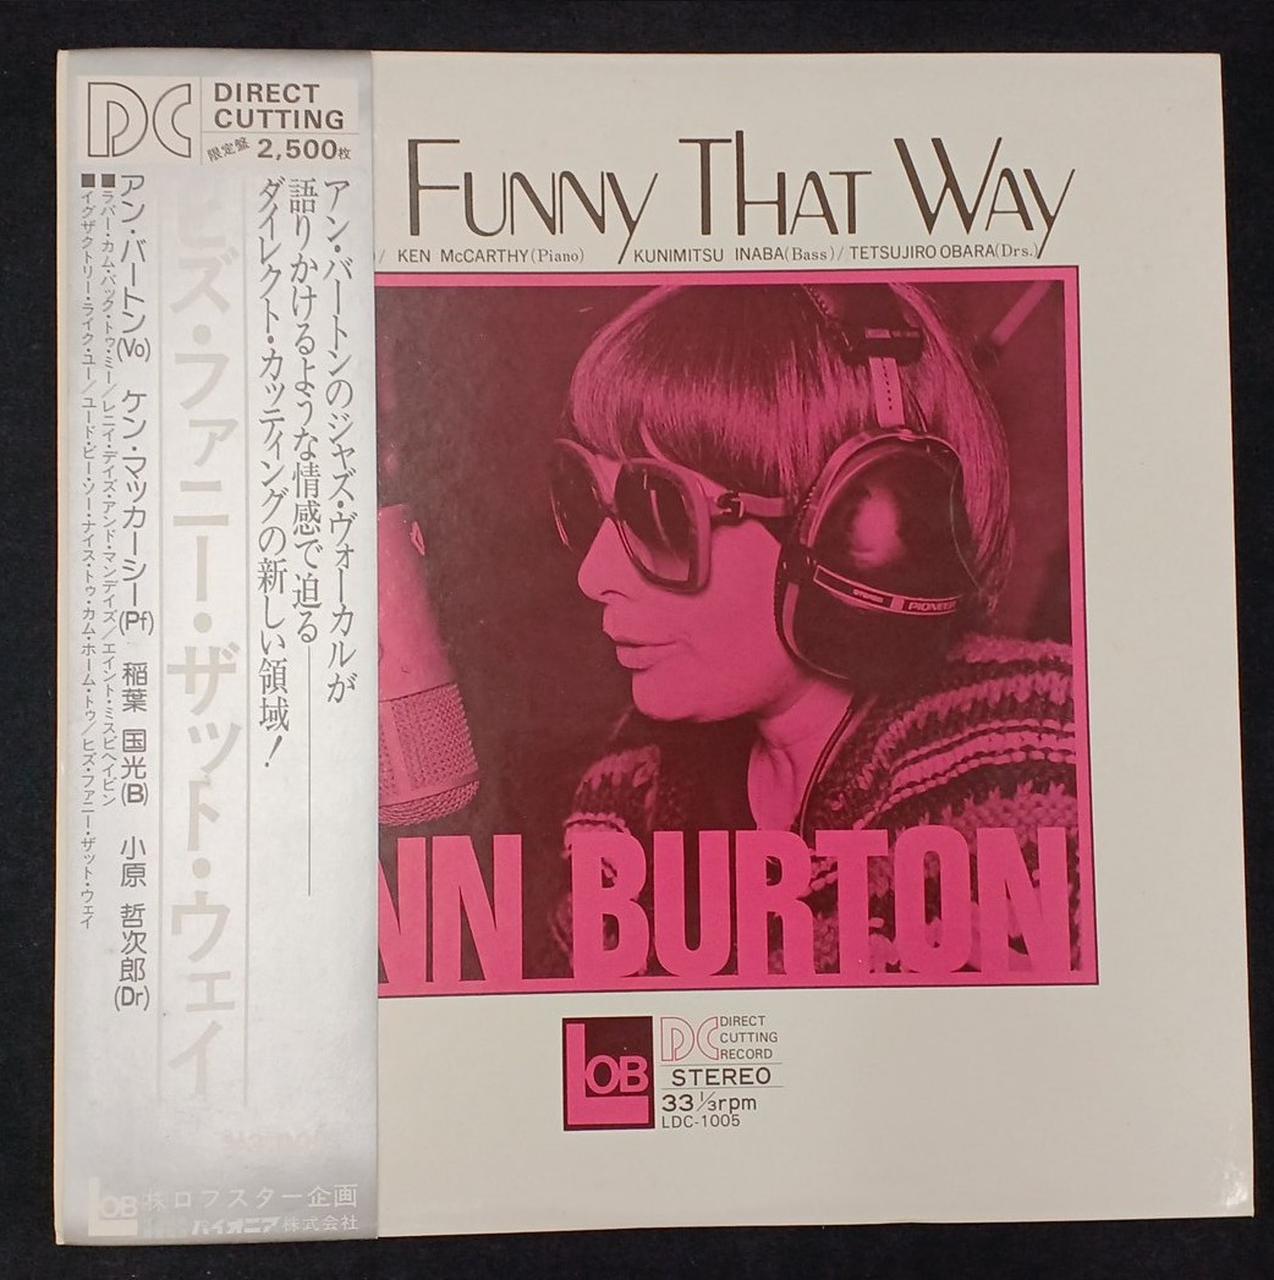 DC
DIRECT
CUTTING
限定盤 2,500枚
アン・バートンのジャズ・ヴォーカルが
語りかけるような情感で迫る
ダイレクト・カッティングの新しい領域!
ヒズ・ファニー・ザット・ウェイ
アン・バートン(Vo) ケン・マッカーシー(Pf) 稲葉 国光(B) 小原 哲次郎(Dr)
■ラバー・カム・バック・トゥ・ミー/レニイ・デイズ・アンド・マンデイズ/エイント・ミスビヘイビン
■イグザクトリー・ライク・ユー/ユード・ビー・ソー・ナイス・トゥ・カム・ホーム・トゥ/ヒズ・ファニー・ザット・ウェイ
LOB
株ロブスター企画
パイオニア株式会社
FUNNY THAT WAY
)/ KEN McCARTHY(Piano) KUNIMITSU INABA(Bass)/TETSUJIRO OBARA(Drs.)
STEREO PIONEER
NN BURTON
LOB
DC DIRECT
CUTTING
RECORD
STEREO
33 1/3rpm
LDC-1005